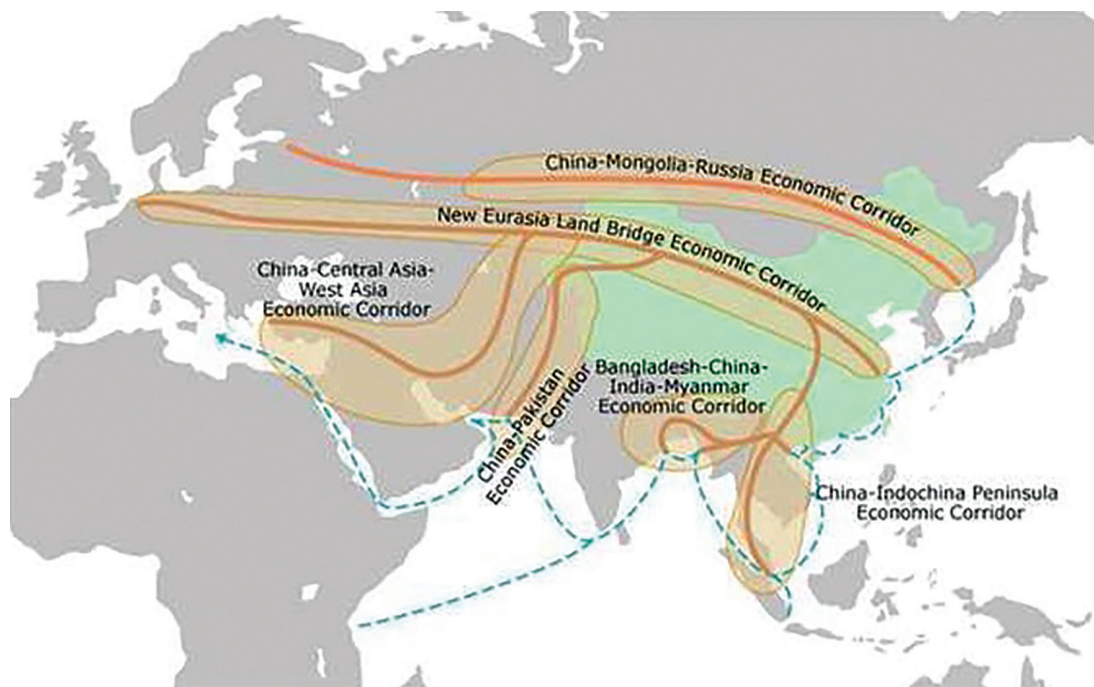 China-Mongolia-Russia Economic Corridor
New Eurasia Land Bridge Economic Corridor
China-Central Asia-
West Asia
Economic Corridor
Bangladesh-China-
India-Myanmar
Economic Corridor
China-Pakistan
Economic Corridor
China-Indochina Peninsula
Economic Corridor